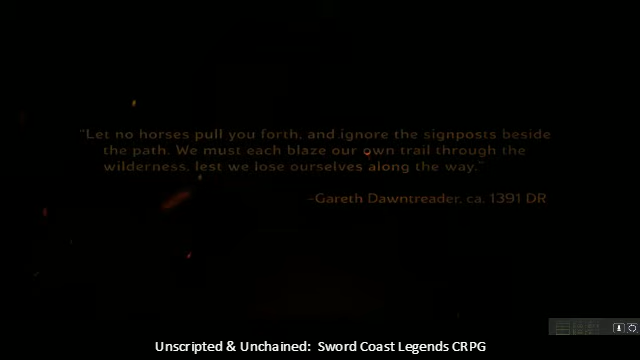 "Let no horses pull you forth, and ignore the signposts beside
the path. We must each blaze our own trail through the
wilderness, lest we lose ourselves along the way."
-Gareth Dawntreader, ca. 1391 DR
Unscripted & Unchained: Sword Coast Legends CRPG